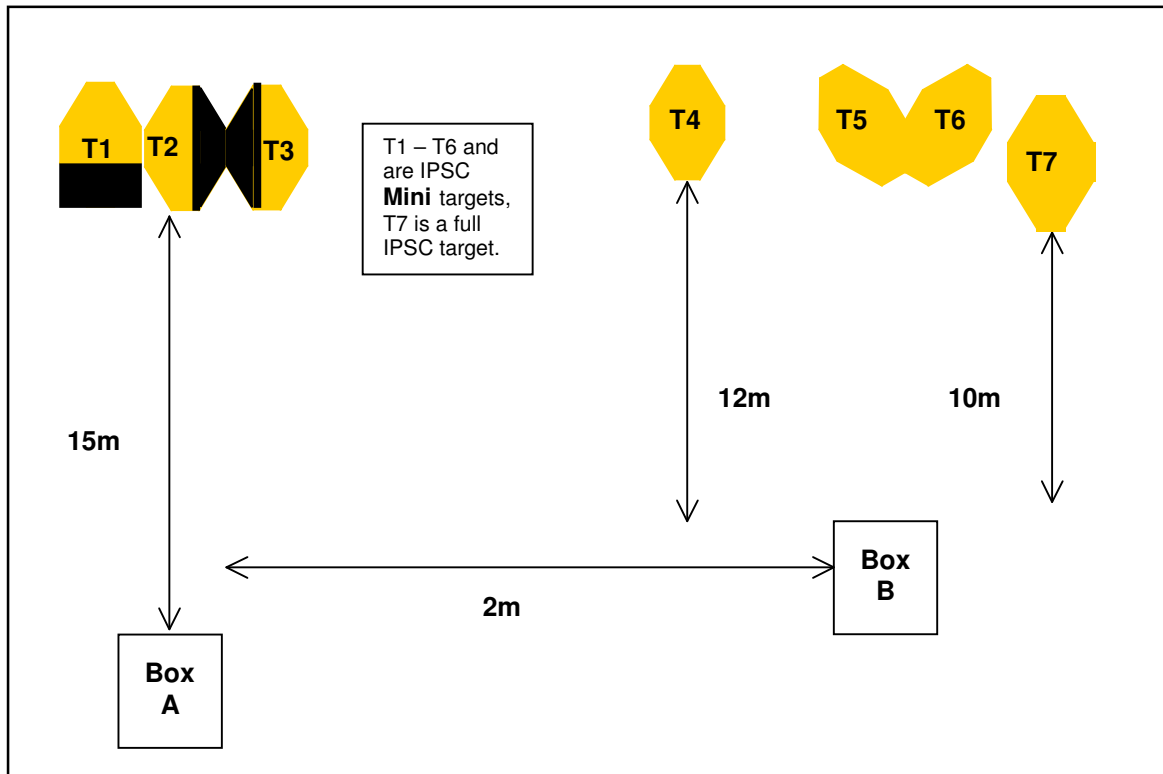 T1
T2
T3
T4
T5
T6
T7
T1 – T6 and
are IPSC
Mini targets,
T7 is a full
IPSC target.
12m
10m
15m
2m
Box
B
Box
A